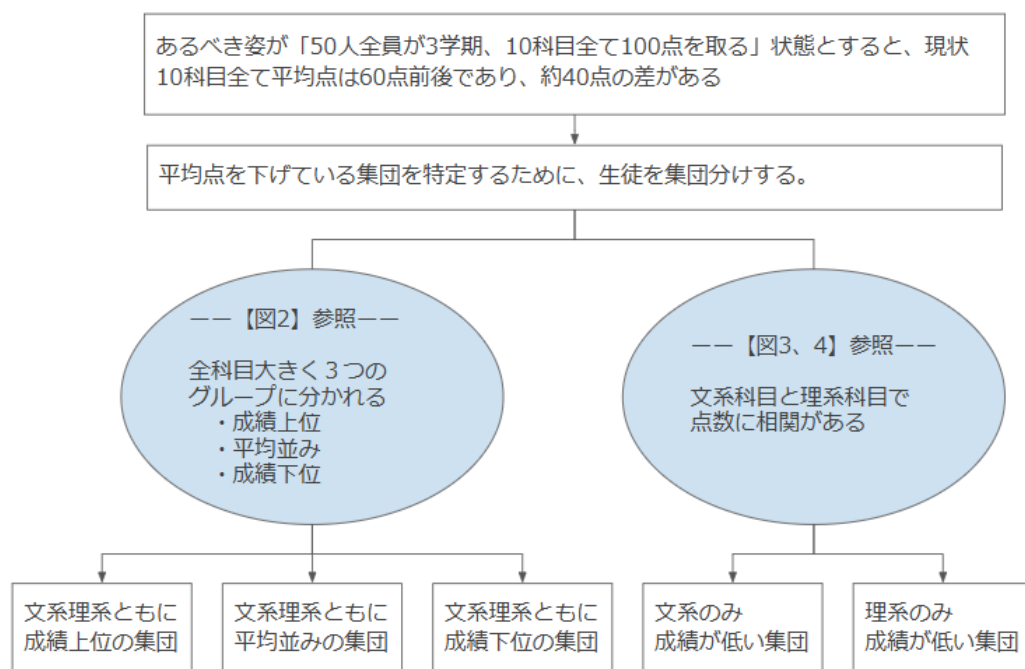 あるべき姿が「50人全員が3学期、10科目全て100点を取る」状態とすると、現状
10科目全て平均点は60点前後であり、約40点の差がある
平均点を下げている集団を特定するために、生徒を集団分けする。
――【図2】参照――
全科目大きく３つの
グループに分かれる
・成績上位
・平均並み
・成績下位
――【図3、4】参照――
文系科目と理系科目で
点数に相関がある
文系理系ともに
成績上位の集団
文系理系ともに
平均並みの集団
文系理系ともに
成績下位の集団
文系のみ
成績が低い集団
理系のみ
成績が低い集団